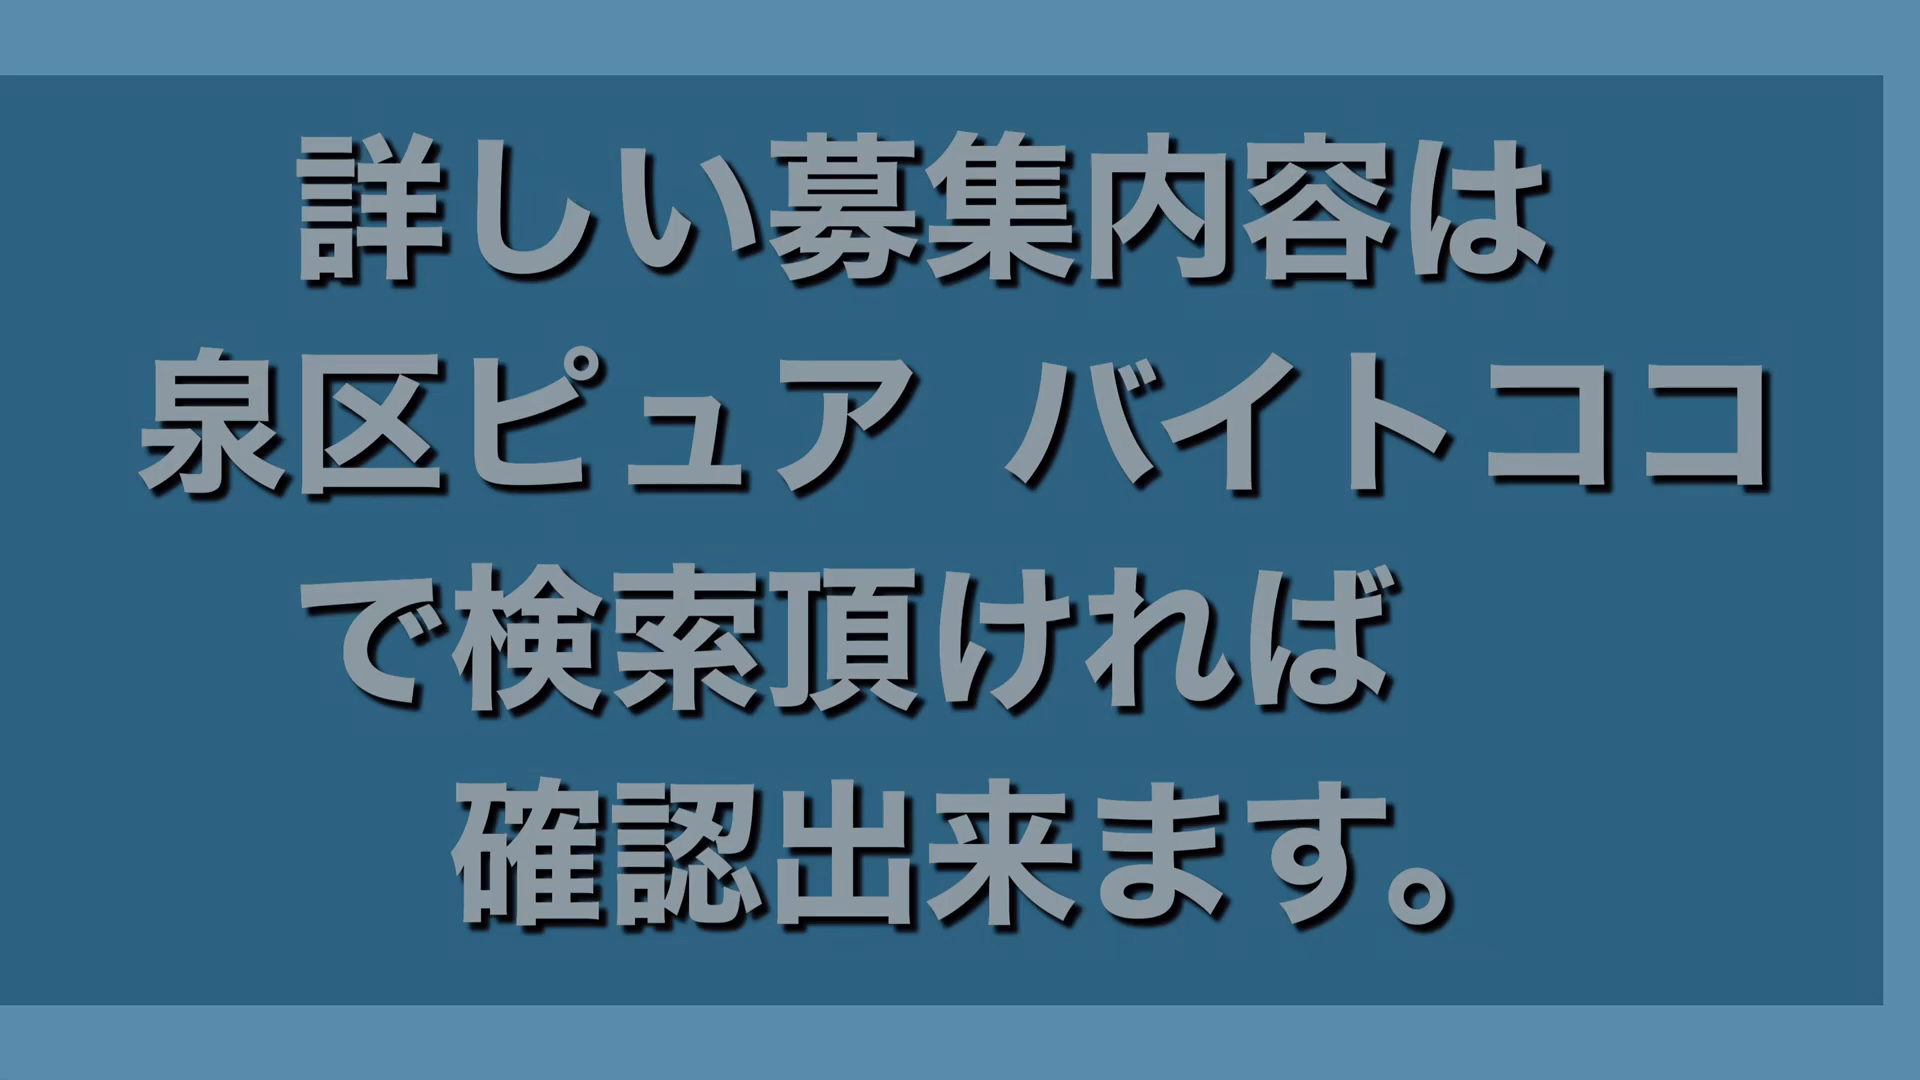 詳しい募集内容は
泉区ピュア バイトココ
で検索頂ければ
確認出来ます。